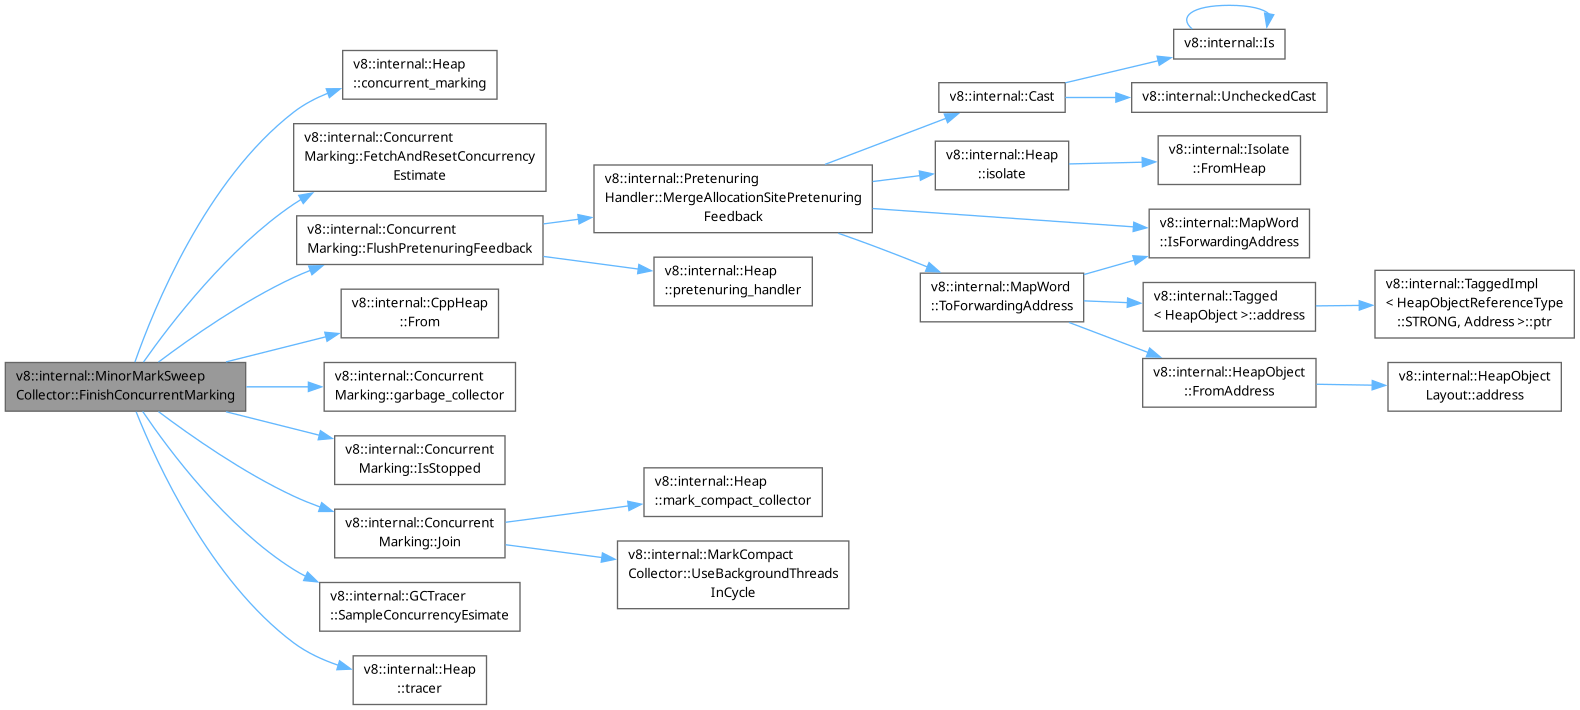 v8::internal::MinorMarkSweep
Collector::FinishConcurrentMarking
v8::internal::Heap
::concurrent_marking
v8::internal::Concurrent
Marking::FetchAndResetConcurrency
Estimate
v8::internal::Concurrent
Marking::FlushPretenuringFeedback
v8::internal::CppHeap
::From
v8::internal::Concurrent
Marking::garbage_collector
v8::internal::Concurrent
Marking::IsStopped
v8::internal::Concurrent
Marking::Join
v8::internal::GCTracer
::SampleConcurrencyEsimate
v8::internal::Heap
::tracer
v8::internal::Pretenuring
Handler::MergeAllocationSitePretenuring
Feedback
v8::internal::Heap
::pretenuring_handler
v8::internal::Heap
::mark_compact_collector
v8::internal::MarkCompact
Collector::UseBackgroundThreads
InCycle
v8::internal::Cast
v8::internal::Heap
::isolate
v8::internal::MapWord
::ToForwardingAddress
v8::internal::Is
v8::internal::UncheckedCast
v8::internal::Isolate
::FromHeap
v8::internal::MapWord
::IsForwardingAddress
v8::internal::Tagged
< HeapObject >::address
v8::internal::HeapObject
::FromAddress
v8::internal::TaggedImpl
< HeapObjectReferenceType
::STRONG, Address >::ptr
v8::internal::HeapObject
Layout::address